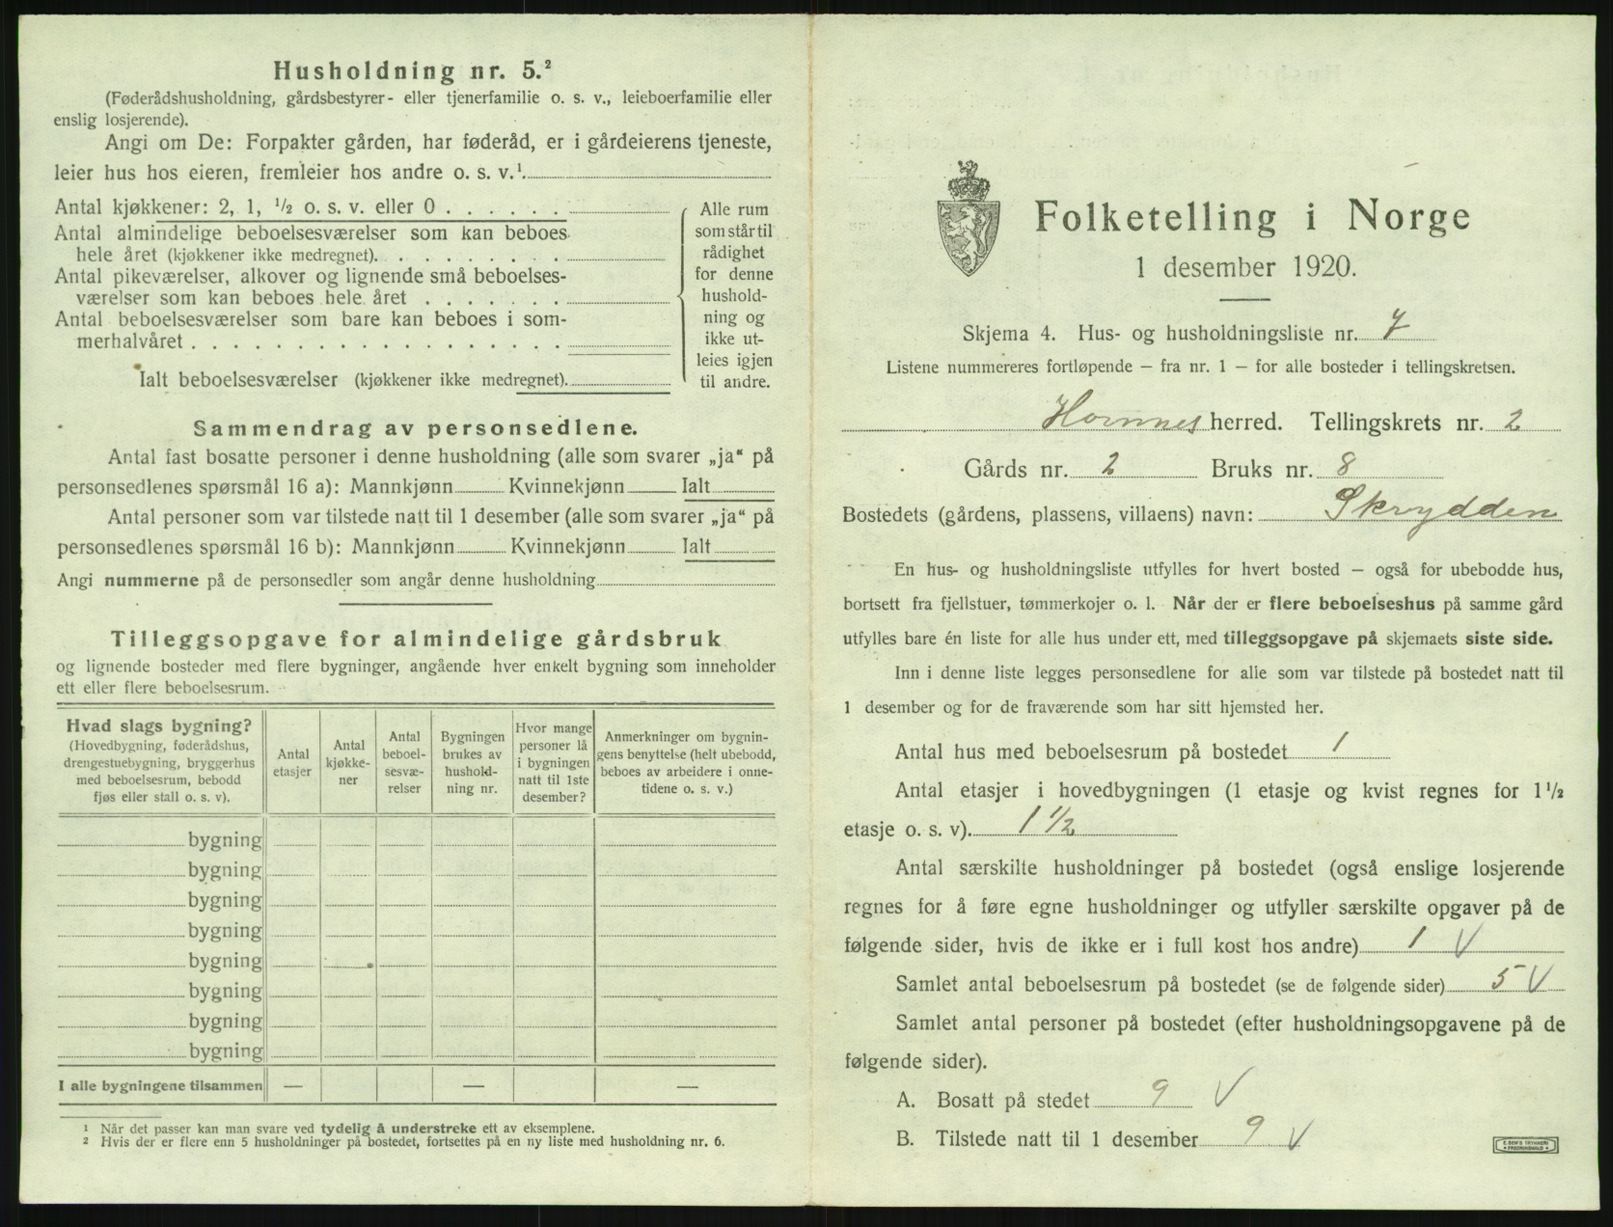 Husholdning nr. 5.²
(Føderådshusholdning, gårdsbestyrer- eller tjenerfamilie o. s. v., leieboerfamilie eller
enslig losjerende).
Angi om De: Forpakter gården, har føderåd, er i gårdeierens tjeneste,
leier hus hos eieren, fremleier hos andre o. s. v.¹
Antal kjøkkener: 2, 1, ½ o. s. v. eller 0
Antal almindelige beboelsesværelser som kan beboes
hele året (kjøkkener ikke medregnet)
Antal pikeværelser, alkover og lignende små beboelses-
værelser som kan beboes hele året
Antal beboelsesværelser som bare kan beboes i som-
merhalvåret
Ialt beboelsesværelser (kjøkkener ikke medregnet)
Alle rum
som står til
rådighet
for denne
hushold-
ning og
ikke ut-
leies igjen
til andre.
Sammendrag av personsedlene.
Antal fast bosatte personer i denne husholdning (alle som svarer „ja“ på
personsedlenes spørsmål 16 a): Mannkjønn Kvinnekjønn Ialt
Antal personer som var tilstede natt til 1 desember (alle som svarer „ja“ på
personsedlenes spørsmål 16 b): Mannkjønn Kvinnekjønn Ialt
Angi nummerne på de personsedler som angår denne husholdning
Tilleggsopgave for almindelige gårdsbruk
og lignende bosteder med flere bygninger, angående hver enkelt bygning som inneholder
ett eller flere beboelsesrum.
Hvad slags bygning?
(Hovedbygning, føderådshus,
drengestuebygning, bryggerhus
med beboelsesrum, bebodd
fjøs eller stall o. s. v).
Antal
etasjer
Antal
kjøkke-
ner
Antal
beboel-
sesvæ-
relser
Bygningen
brukes av
hushold-
ning nr.
Hvor mange
personer lå
i bygningen
natt til 1ste
desember?
Anmerkninger om bygnin-
gens benyttelse (helt ubebodd,
beboes av arbeidere i onne-
tidene o. s. v.)
bygning
bygning
bygning
bygning
bygning
bygning
bygning
bygning
I alle bygningene tilsammen — — —
¹ Når det passer kan man svare ved tydelig å understreke ett av eksemplene.
² Hvis der er flere enn 5 husholdninger på bostedet, fortsettes på en ny liste med husholdning nr. 6.
Folketelling i Norge
1 desember 1920.
Skjema 4. Hus- og husholdningsliste nr. 7
Listene nummereres fortløpende — fra nr. 1 — for alle bosteder i tellingskretsen.
Hornnes herred. Tellingskrets nr. 2
Gårds nr. 2 Bruks nr. 8
Bostedets (gårdens, plassens, villaens) navn: Skrydden
En hus- og husholdningsliste utfylles for hvert bosted — også for ubebodde hus,
bortsett fra fjellstuer, tømmerkojer o. l. Når der er flere beboelseshus på samme gård
utfylles bare én liste for alle hus under ett, med tilleggsopgave på skjemaets siste side.
Inn i denne liste legges personsedlene for alle som var tilstede på bostedet natt til
1 desember og for de fraværende som har sitt hjemsted her.
Antal hus med beboelsesrum på bostedet 1
Antal etasjer i hovedbygningen (1 etasje og kvist regnes for 1½
etasje o. s. v). 1 ½
Antal særskilte husholdninger på bostedet (også enslige losjerende
regnes for å føre egne husholdninger og utfyller særskilte opgaver på de
følgende sider, hvis de ikke er i full kost hos andre) 1 V
Samlet antal beboelsesrum på bostedet (se de følgende sider) 5 V
Samlet antal personer på bostedet (efter husholdningsopgavene på de
følgende sider).
A. Bosatt på stedet 9 V
B. Tilstede natt til 1 desember 9 V